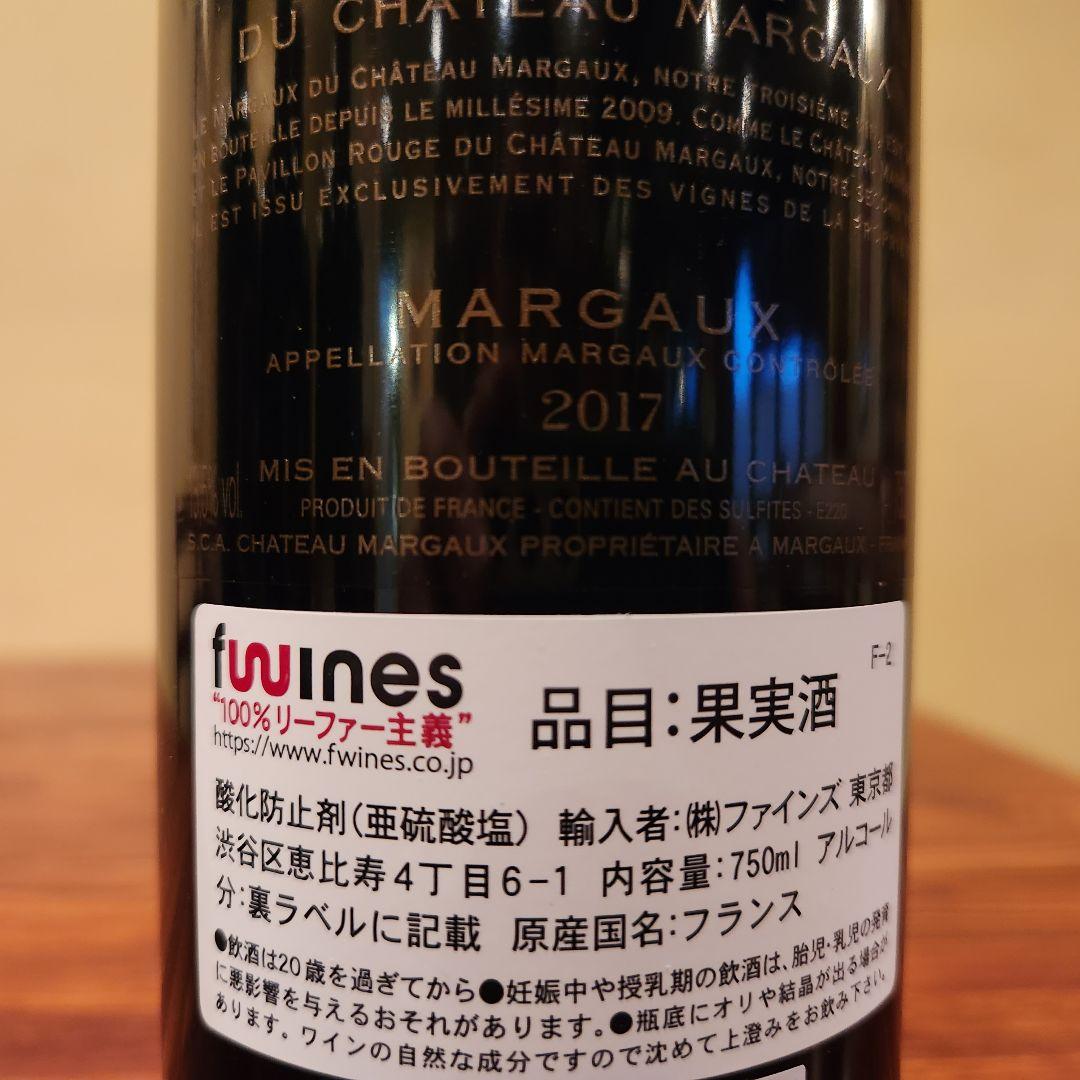 DU CHÂTEAU MARGAUX
MARGAUX DU CHÂTEAU MARGAUX, NOTRE TROISIÈME
EN BOUTEILLE DEPUIS LE MILLÉSIME 2009. COMME LE CHÂTEAU
ET LE PAVILLON ROUGE DU CHÂTEAU MARGAUX, NOTRE
EST ISSU EXCLUSIVEMENT DES VIGNES DE LA
MARGAUX
APPELLATION MARGAUX CONTRÔLÉE
2017
vol. MIS EN BOUTEILLE AU CHATEAU
PRODUIT DE FRANCE - CONTIENT DES SULFITES - E220
S.C.A. CHATEAU MARGAUX PROPRIÉTAIRE A MARGAUX -
fwines
F-2
"100%リーファー主義"
https://www.fwines.co.jp
品目:果実酒
酸化防止剤(亜硫酸塩) 輸入者:(株)ファインズ 東京都
渋谷区恵比寿4丁目6-1 内容量:750ml アルコール
分:裏ラベルに記載 原産国名:フランス
●飲酒は20歳を過ぎてから●妊娠中や授乳期の飲酒は、胎児・乳児の発育
に悪影響を与えるおそれがあります。●瓶底にオリや結晶が出る場合が
あります。ワインの自然な成分ですので沈めて上澄みをお飲み下さい。